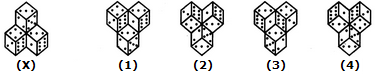 (X) (1) (2) (3) (4)